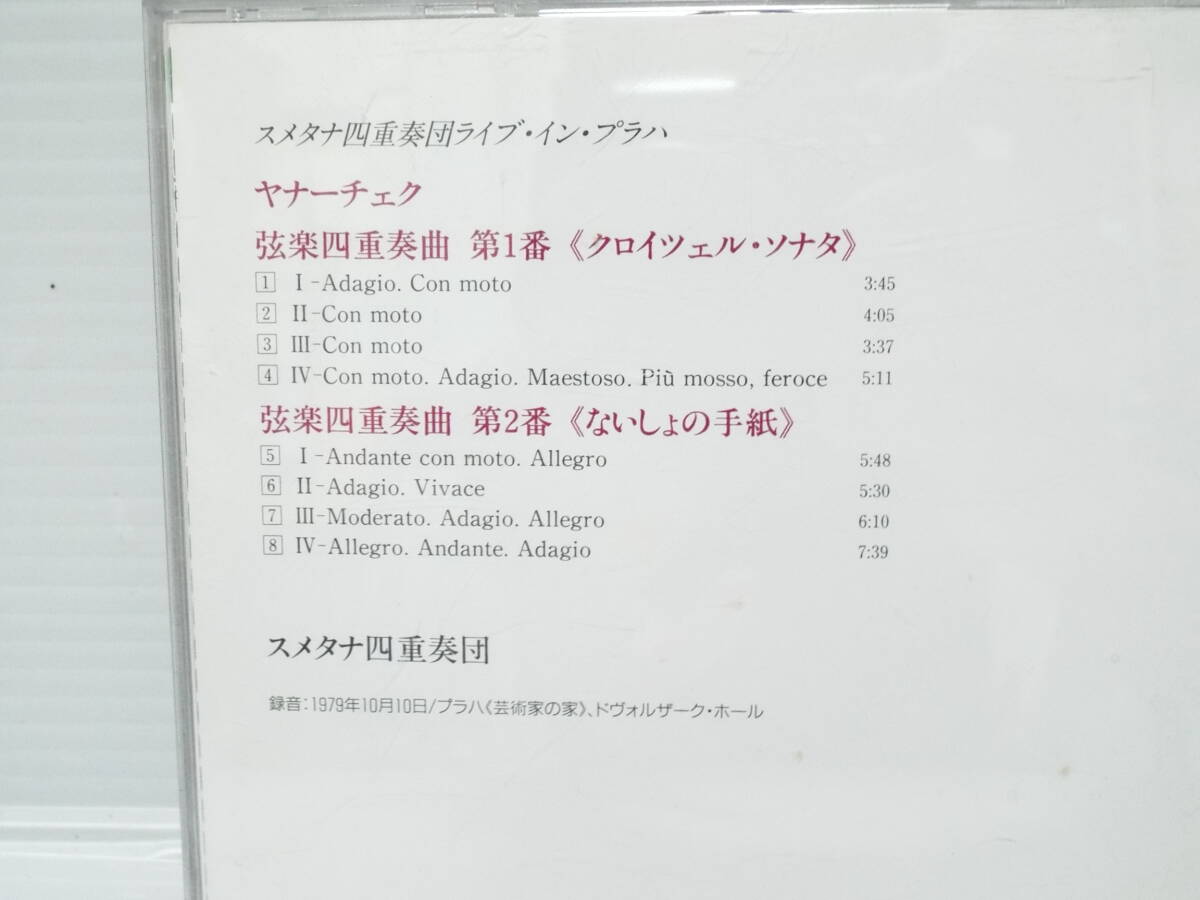 スメタナ四重奏団ライブ・イン・プラハ
ヤナーチェク
弦楽四重奏曲 第1番《クロイツェル・ソナタ》
1 I-Adagio. Con moto 3:45
2 II-Con moto 4:05
3 III-Con moto 3:37
4 IV-Con moto. Adagio. Maestoso. Più mosso, feroce 5:11
弦楽四重奏曲 第2番《ないしょの手紙》
5 I-Andante con moto. Allegro 5:48
6 II-Adagio. Vivace 5:30
7 III-Moderato. Adagio. Allegro 6:10
8 IV-Allegro. Andante. Adagio 7:39
スメタナ四重奏団
録音:1979年10月10日/プラハ《芸術家の家》、ドヴォルザーク・ホール